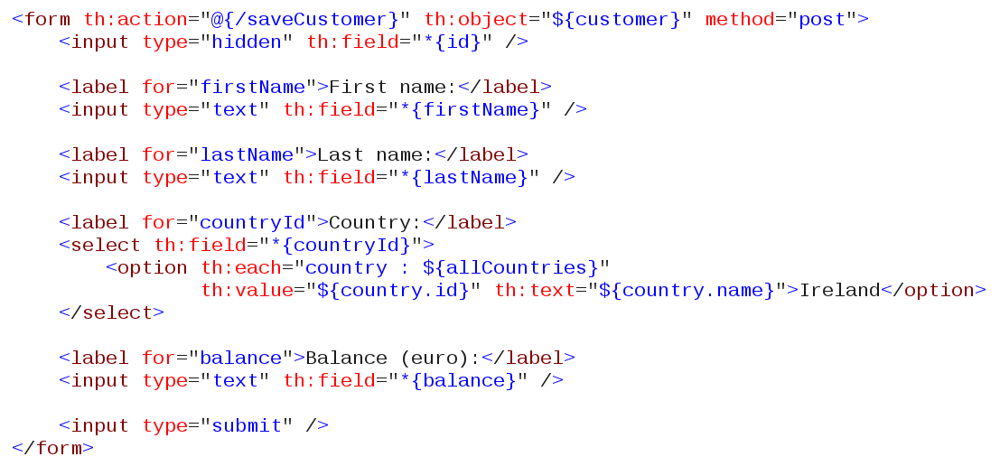 <form th:action="@{/saveCustomer}" th:object="${customer}" method="post">
    <input type="hidden" th:field="*{id}" />

    <label for="firstName">First name:</label>
    <input type="text" th:field="*{firstName}" />

    <label for="lastName">Last name:</label>
    <input type="text" th:field="*{lastName}" />

    <label for="countryId">Country:</label>
    <select th:field="*{countryId}">
        <option th:each="country : ${allCountries}"
                th:value="${country.id}" th:text="${country.name}">Ireland</option>
    </select>

    <label for="balance">Balance (euro):</label>
    <input type="text" th:field="*{balance}" />

    <input type="submit" />
</form>